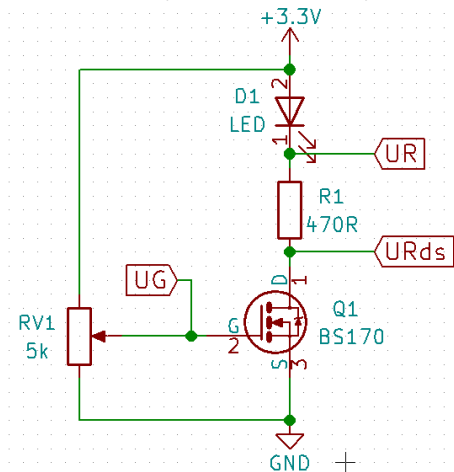 +3.3V
2
D1
LED
1
UR
R1
470R
URds
UG
D
1
Q1
BS170
RV1
5k
G
2
S
3
GND